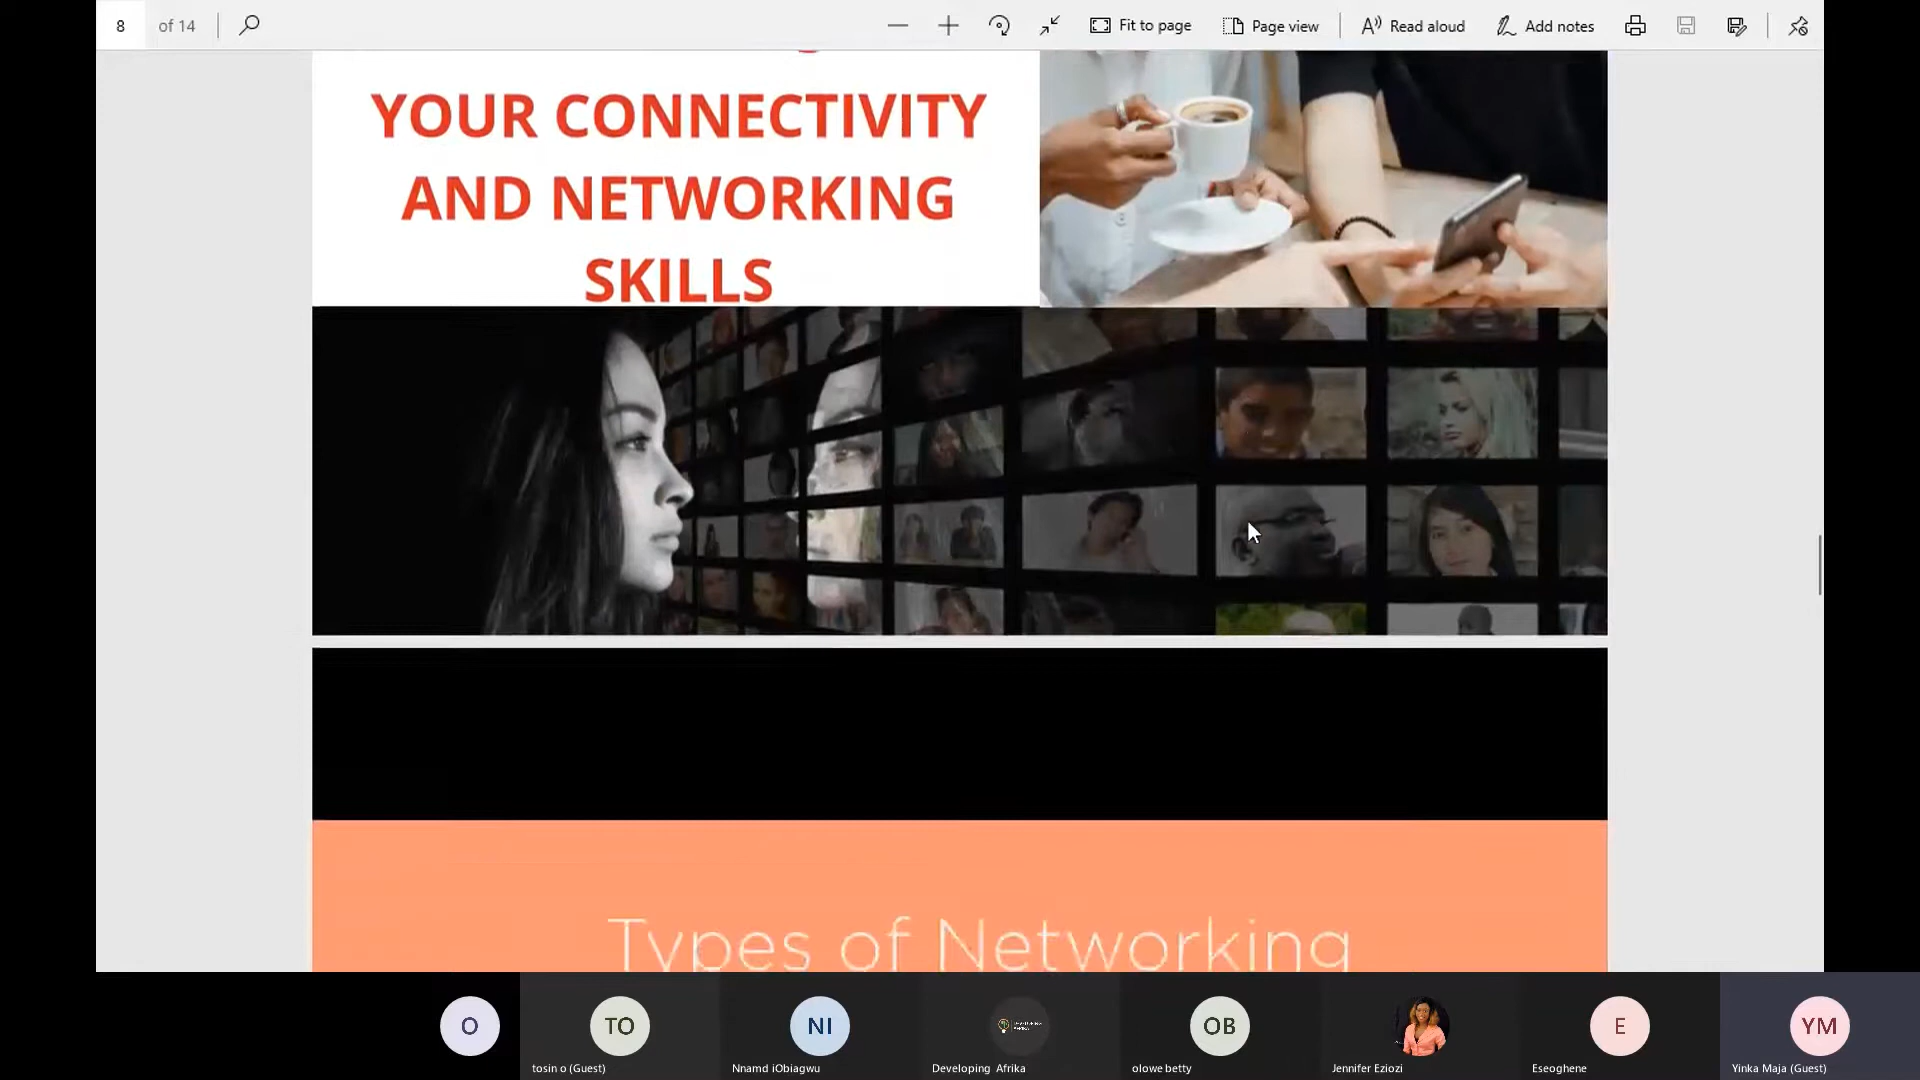 8 of 14 Fit to page Page view Read aloud Add notes
YOUR CONNECTIVITY
AND NETWORKING
SKILLS
Types of Networking
O TO NI OB E YM
tosin o (Guest) Nnamd iObiagwu Developing Afrika olowe betty Jennifer Eziozi Eseoghene Yinka Maja (Guest)